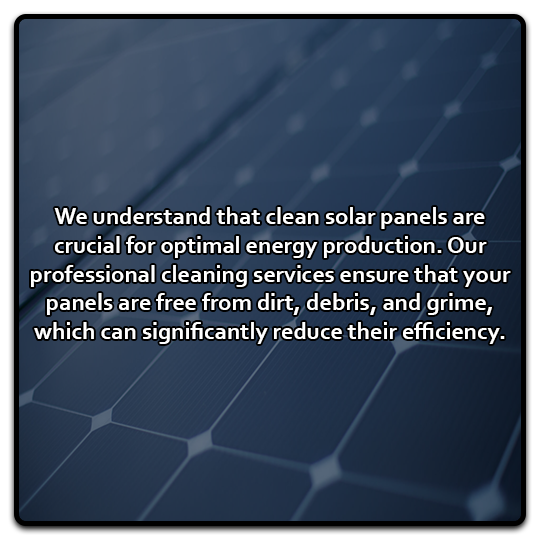 We understand that clean solar panels are
crucial for optimal energy production. Our
professional cleaning services ensure that your
panels are free from dirt, debris, and grime,
which can significantly reduce their efficiency.